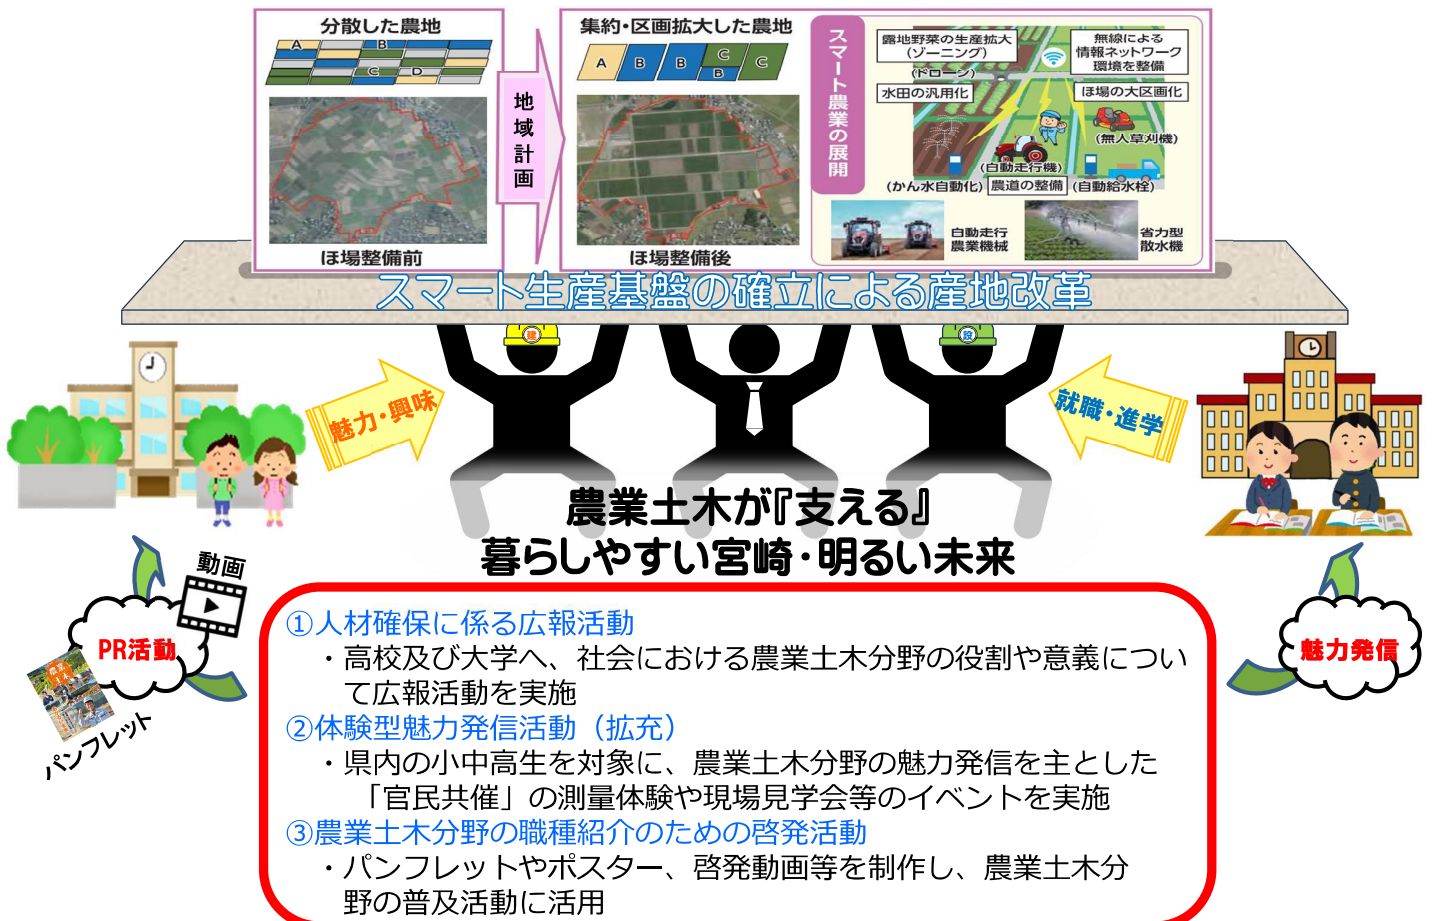 分散した農地
A
B
C
D
ほ場整備前
地域計画
集約・区画拡大した農地
A
B
B
C
B
C
ほ場整備後
スマート農業の展開
露地野菜の生産拡大
(ゾーニング)
(ドローン)
水田の汎用化
無線による
情報ネットワーク
環境を整備
ほ場の大区画化
(無人草刈機)
(自動走行機)
(かん水自動化)
農道の整備
(自動給水栓)
自動走行
農業機械
省力型
散水機
スマート生産基盤の確立による産地改革
建
設
魅力・興味
就職・進学
農業土木が『支える』
暮らしやすい宮崎・明るい未来
動画
PR活動
パンフレット
魅力発信
①人材確保に係る広報活動
・高校及び大学へ、社会における農業土木分野の役割や意義につい
て広報活動を実施
②体験型魅力発信活動（拡充）
・県内の小中高生を対象に、農業土木分野の魅力発信を主とした
「官民共催」の測量体験や現場見学会等のイベントを実施
③農業土木分野の職種紹介のための啓発活動
・パンフレットやポスター、啓発動画等を制作し、農業土木分
野の普及活動に活用